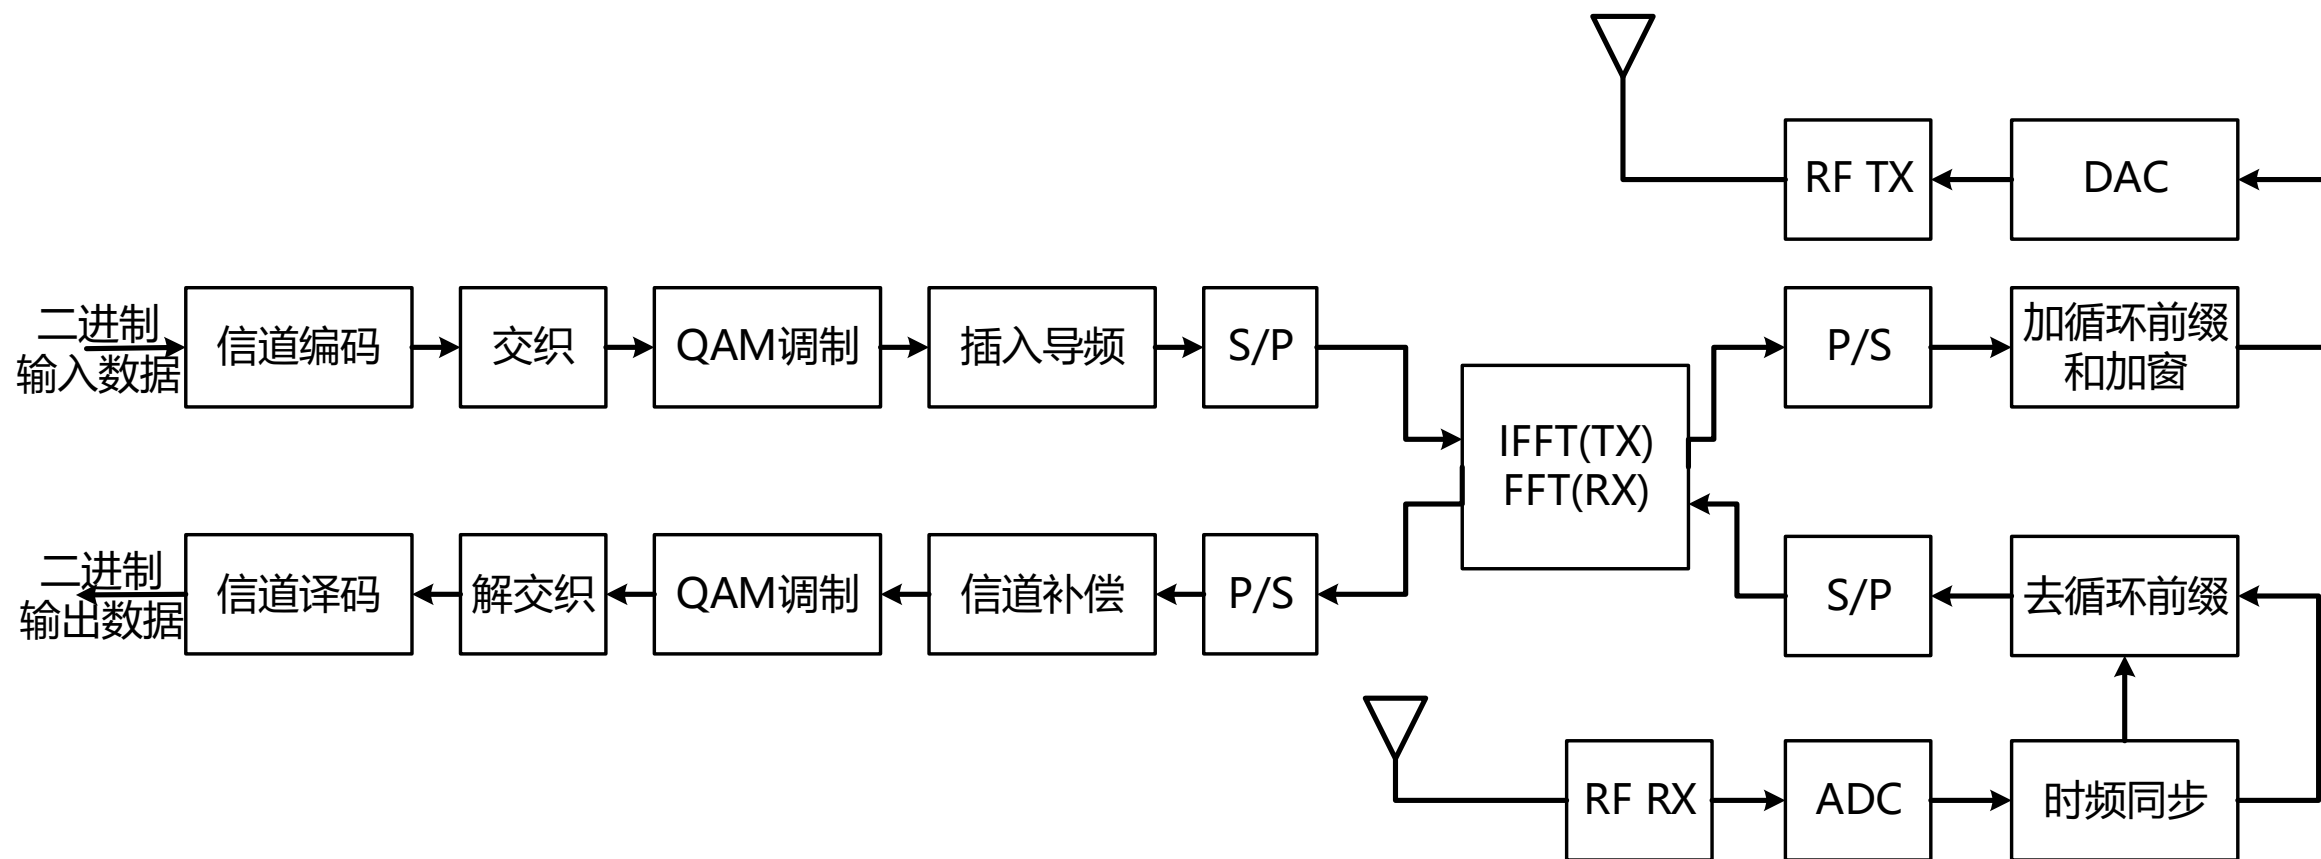 RF TX
DAC
二进制
输入数据
信道编码
交织
QAM调制
插入导频
S/P
IFFT(TX)
FFT(RX)
P/S
加循环前缀
和加窗
二进制
输出数据
信道译码
解交织
QAM调制
信道补偿
P/S
S/P
去循环前缀
RF RX
ADC
时频同步